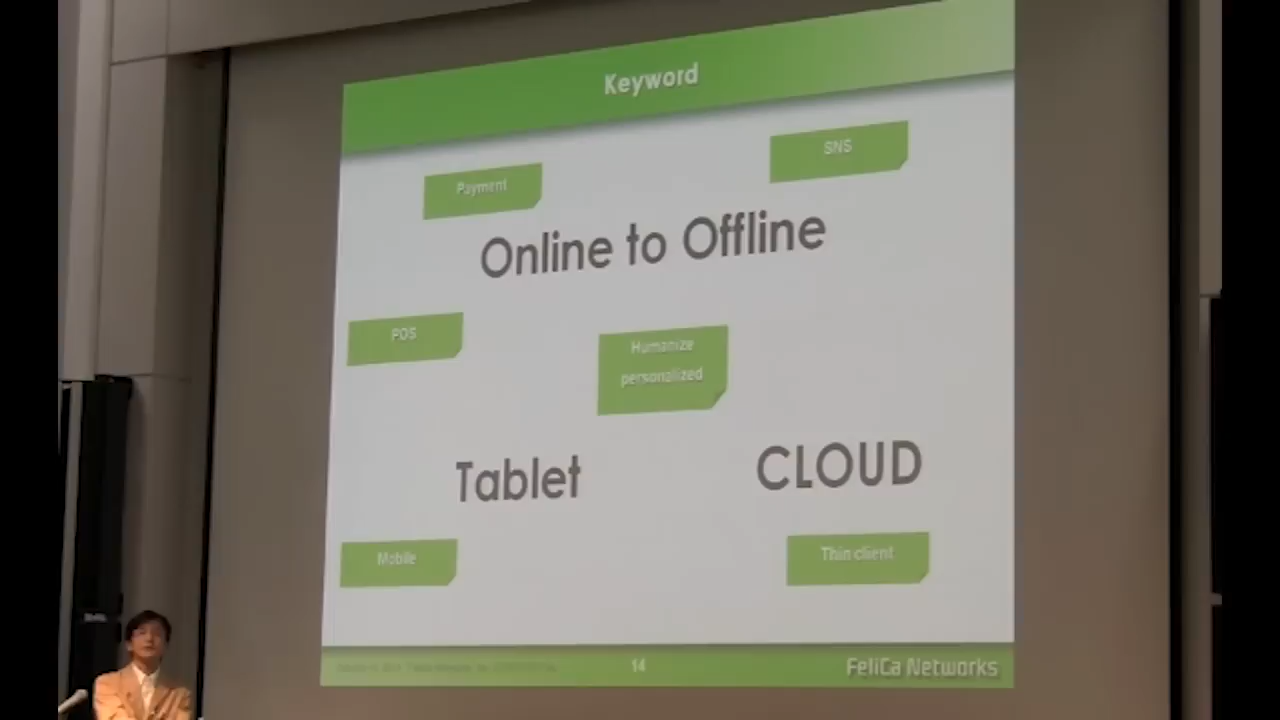 Keyword
SNS
Payment
Online to Offline
POS
Humanize
personalized
Tablet
CLOUD
Mobile
Thin client
14
FeliCa Networks